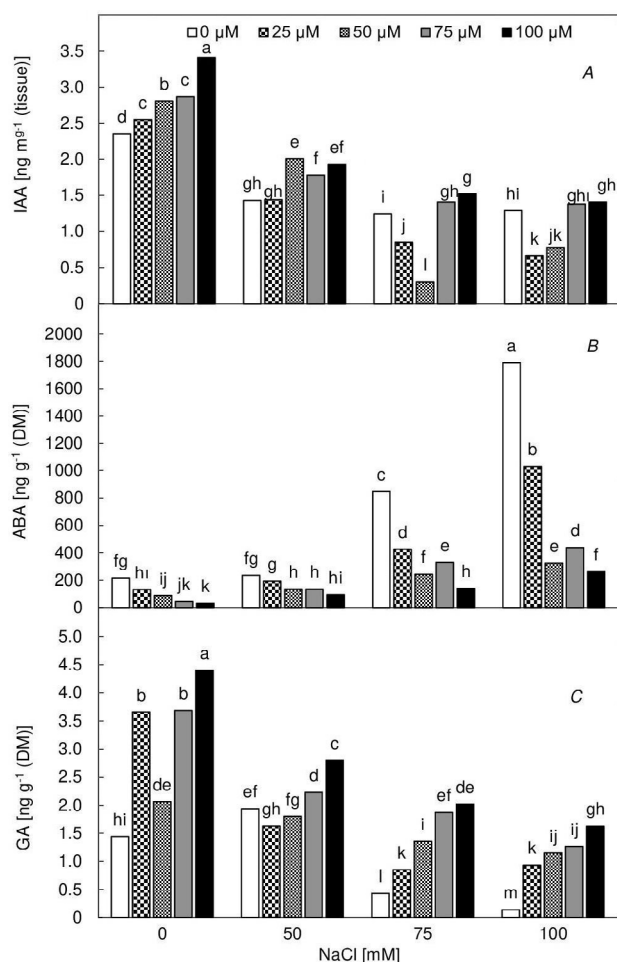 0 µM 25 µM 50 µM 75 µM 100 µM
A
IAA [ng mg-1 (tissue)]
3.5
3.0
2.5
2.0
1.5
1.0
0.5
0
d c b c a
gh gh e f ef
i j l gh g
hi k jk ghi gh
B
ABA [ng g-1 (DM)]
2000
1800
1600
1400
1200
1000
800
600
400
200
0
fg hi ij jk k
fg g h h hi
c d f e h
a b e d f
C
GA [ng g-1 (DM)]
5.0
4.5
4.0
3.5
3.0
2.5
2.0
1.5
1.0
0.5
0
hi b de b a
ef gh fg d c
l k i ef de
m k ij ij gh
0 50 75 100
NaCl [mM]